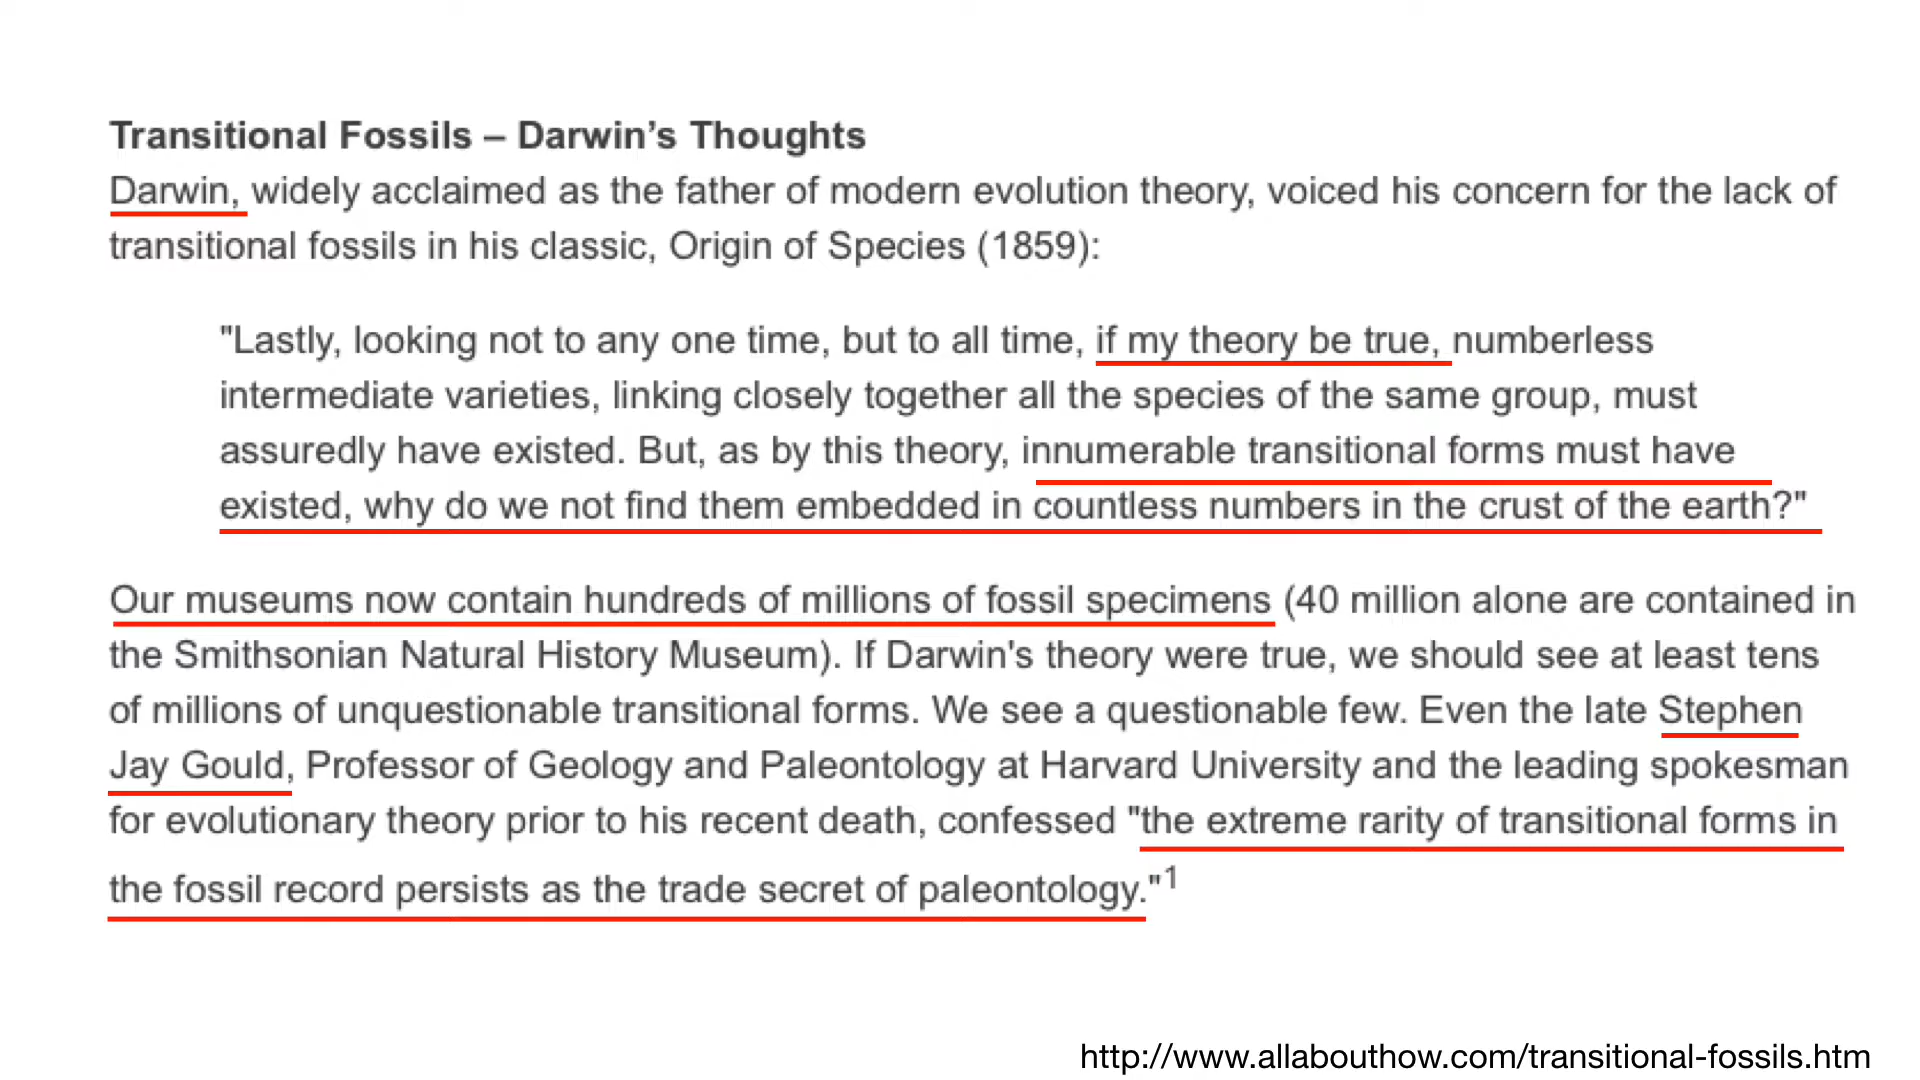 Transitional Fossils – Darwin’s Thoughts
Darwin, widely acclaimed as the father of modern evolution theory, voiced his concern for the lack of
transitional fossils in his classic, Origin of Species (1859):
"Lastly, looking not to any one time, but to all time, if my theory be true, numberless
intermediate varieties, linking closely together all the species of the same group, must
assuredly have existed. But, as by this theory, innumerable transitional forms must have
existed, why do we not find them embedded in countless numbers in the crust of the earth?"
Our museums now contain hundreds of millions of fossil specimens (40 million alone are contained in
the Smithsonian Natural History Museum). If Darwin's theory were true, we should see at least tens
of millions of unquestionable transitional forms. We see a questionable few. Even the late Stephen
Jay Gould, Professor of Geology and Paleontology at Harvard University and the leading spokesman
for evolutionary theory prior to his recent death, confessed "the extreme rarity of transitional forms in
the fossil record persists as the trade secret of paleontology."1
http://www.allabouthow.com/transitional-fossils.htm